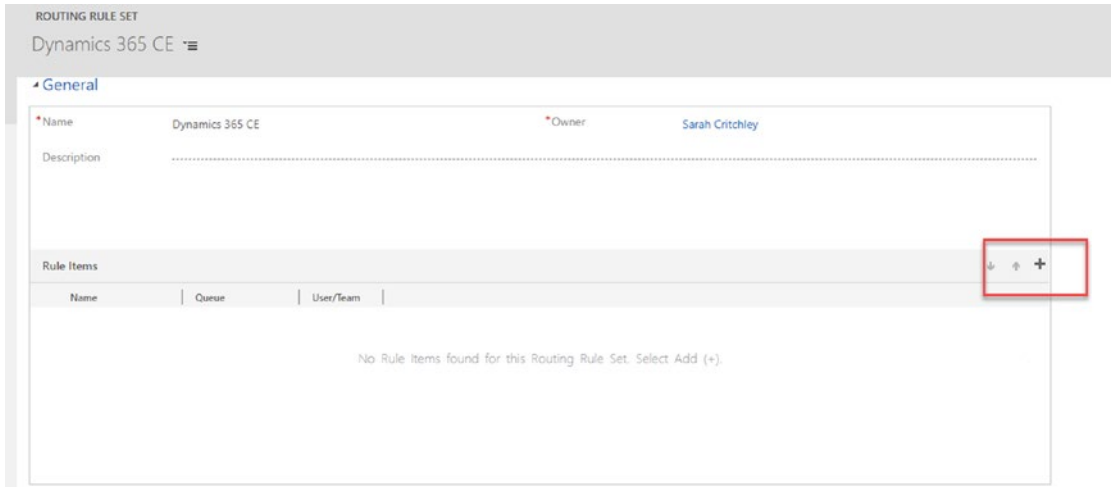 ROUTING RULE SET
Dynamics 365 CE
General
*Name Dynamics 365 CE *Owner Sarah Critchley
Description
Rule Items
Name Queue User/Team
No Rule Items found for this Routing Rule Set. Select Add (+).